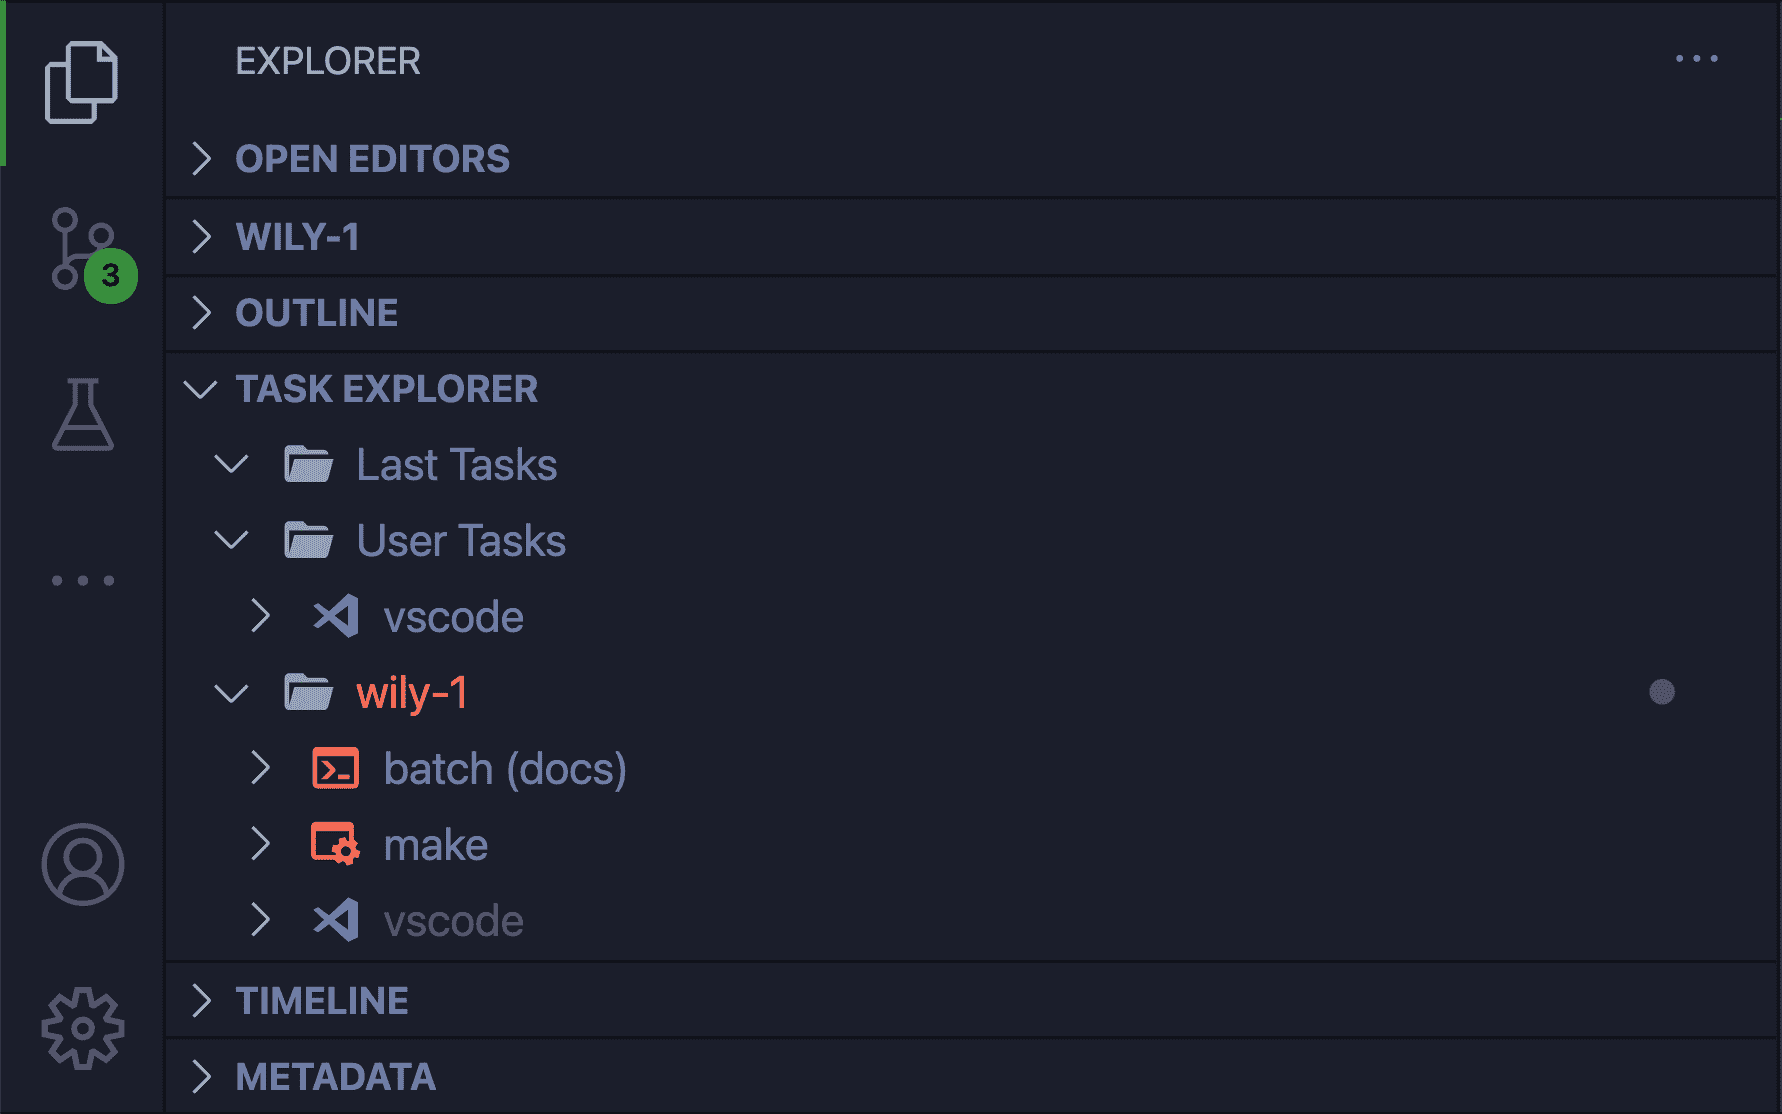 EXPLORER
OPEN EDITORS
WILY-1
3
OUTLINE
TASK EXPLORER
Last Tasks
User Tasks
vscode
wily-1
batch (docs)
make
vscode
TIMELINE
METADATA